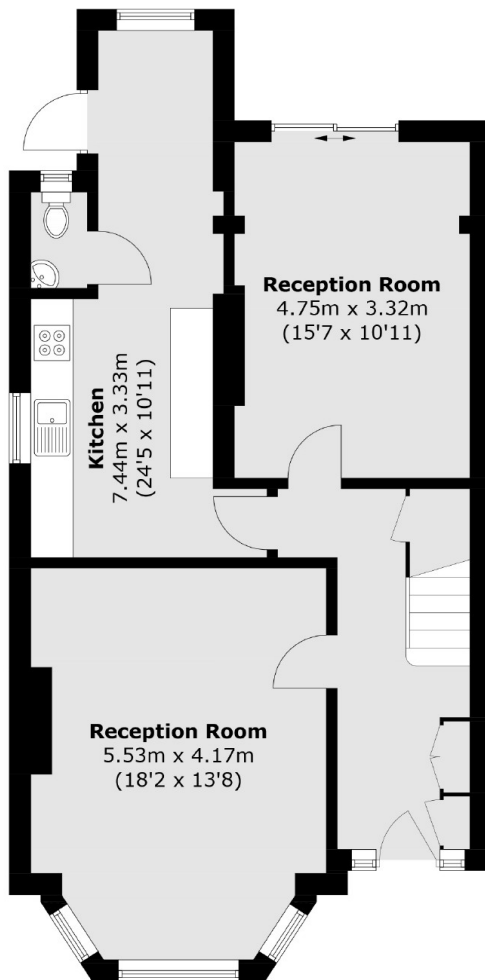 Reception Room
4.75m x 3.32m
(15'7 x 10'11)
Kitchen
7.44m x 3.33m
(24'5 x 10'11)
Reception Room
5.53m x 4.17m
(18'2 x 13'8)